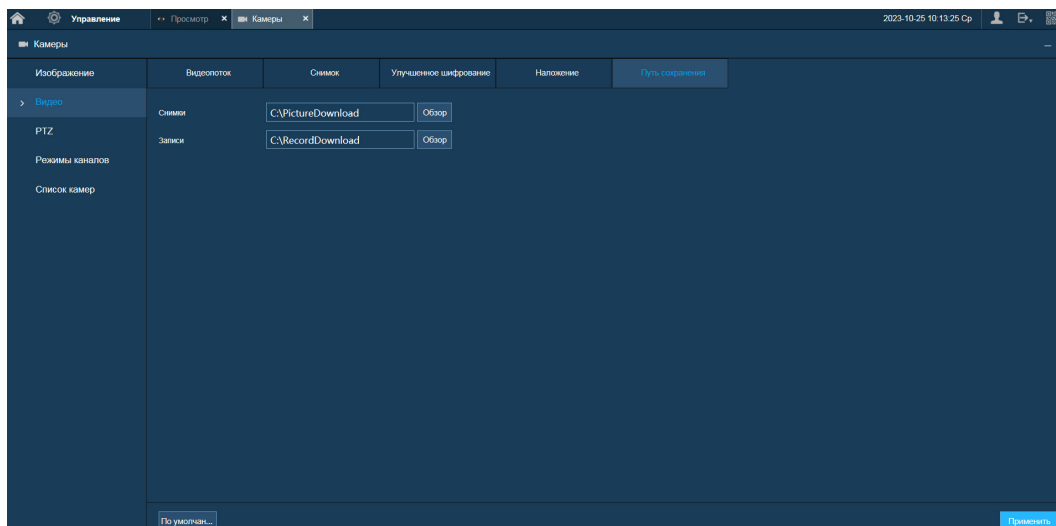 Управление
Просмотр x
Камеры x
2023-10-25 10:13:25 Ср
Камеры
Изображение
Видео
PTZ
Режимы каналов
Список камер
Видеопоток
Снимок
Улучшенное шифрование
Наложение
Путь сохранения
Снимки C:\PictureDownload Обзор
Записи C:\RecordDownload Обзор
По умолчан...
Применить